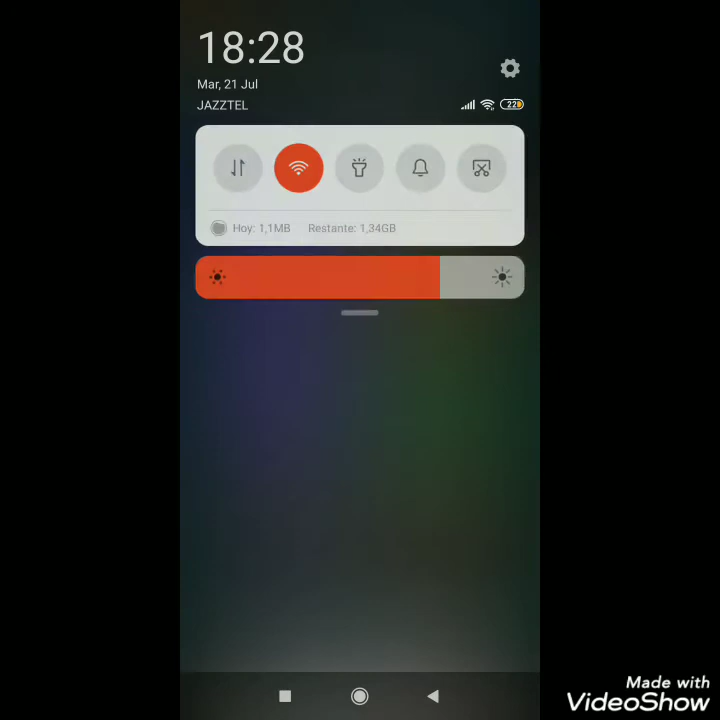 18:28
Mar, 21 Jul
JAZZTEL
22
Hoy: 1,1MB Restante: 1,34GB
Made with
VideoShow